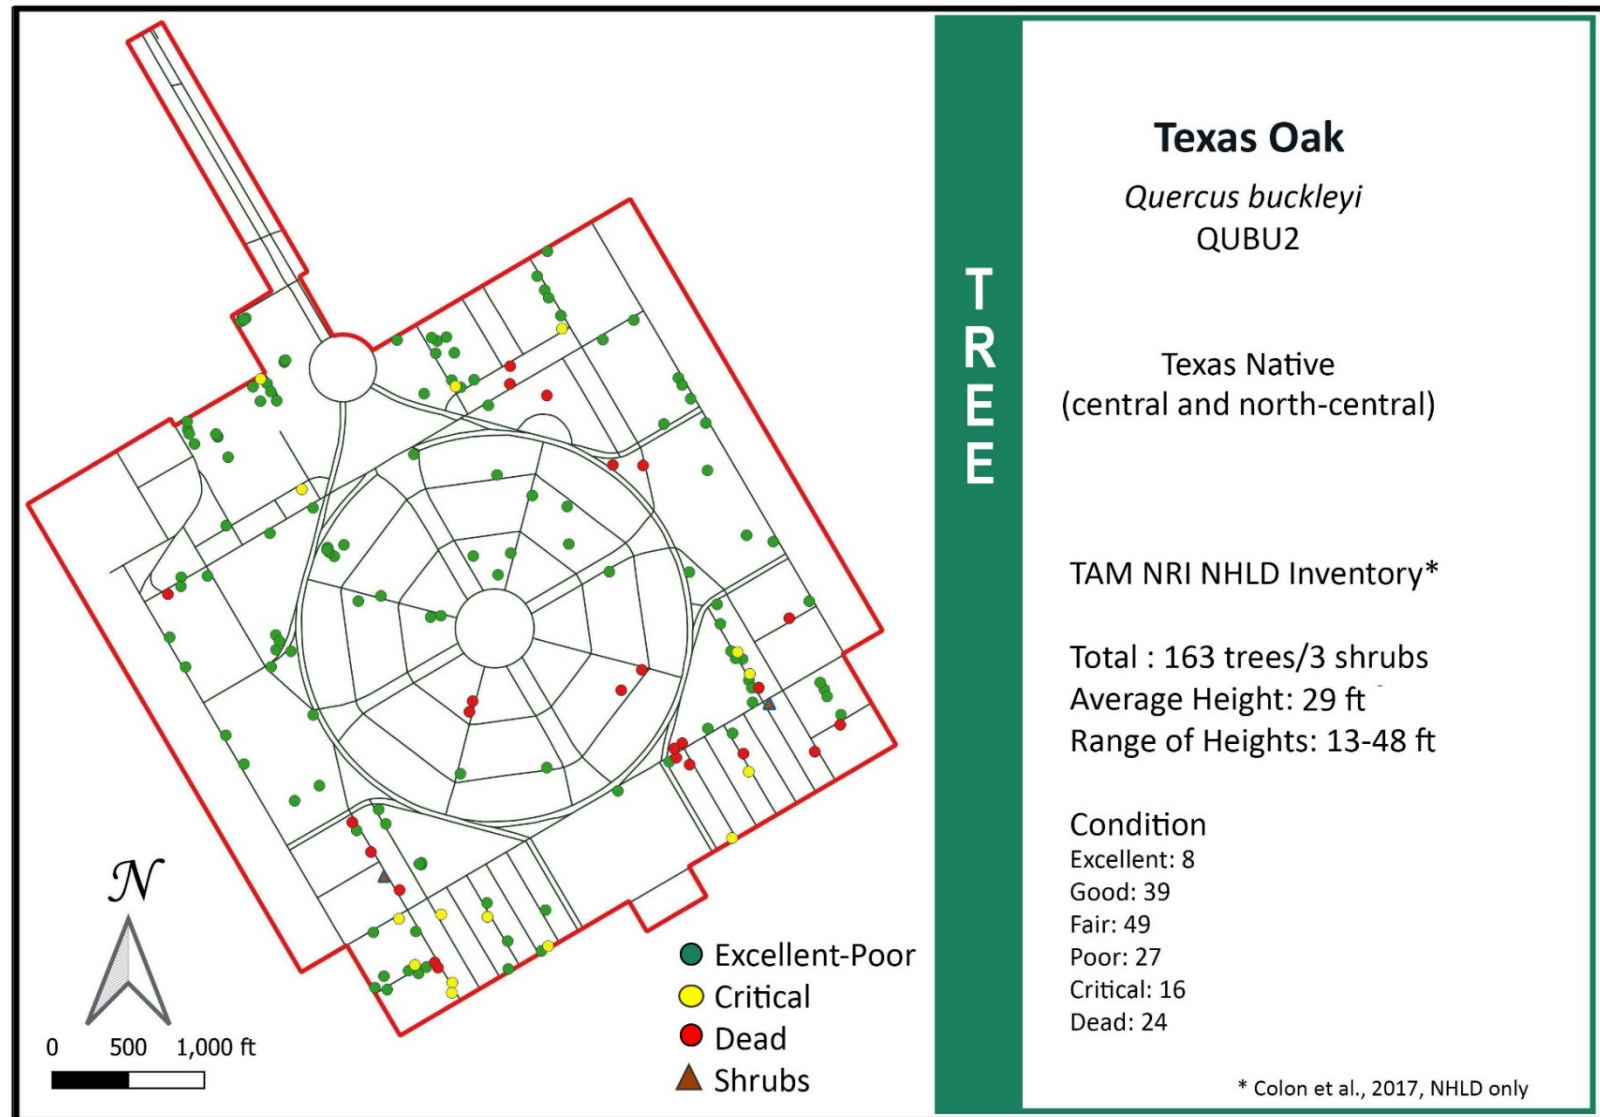 N
0 500 1,000 ft
Excellent-Poor
Critical
Dead
Shrubs
TREE
Texas Oak
Quercus buckleyi
QUBU2
Texas Native
(central and north-central)
TAM NRI NHLD Inventory*
Total : 163 trees/3 shrubs
Average Height: 29 ft
Range of Heights: 13-48 ft
Condition
Excellent: 8
Good: 39
Fair: 49
Poor: 27
Critical: 16
Dead: 24
* Colon et al., 2017, NHLD only